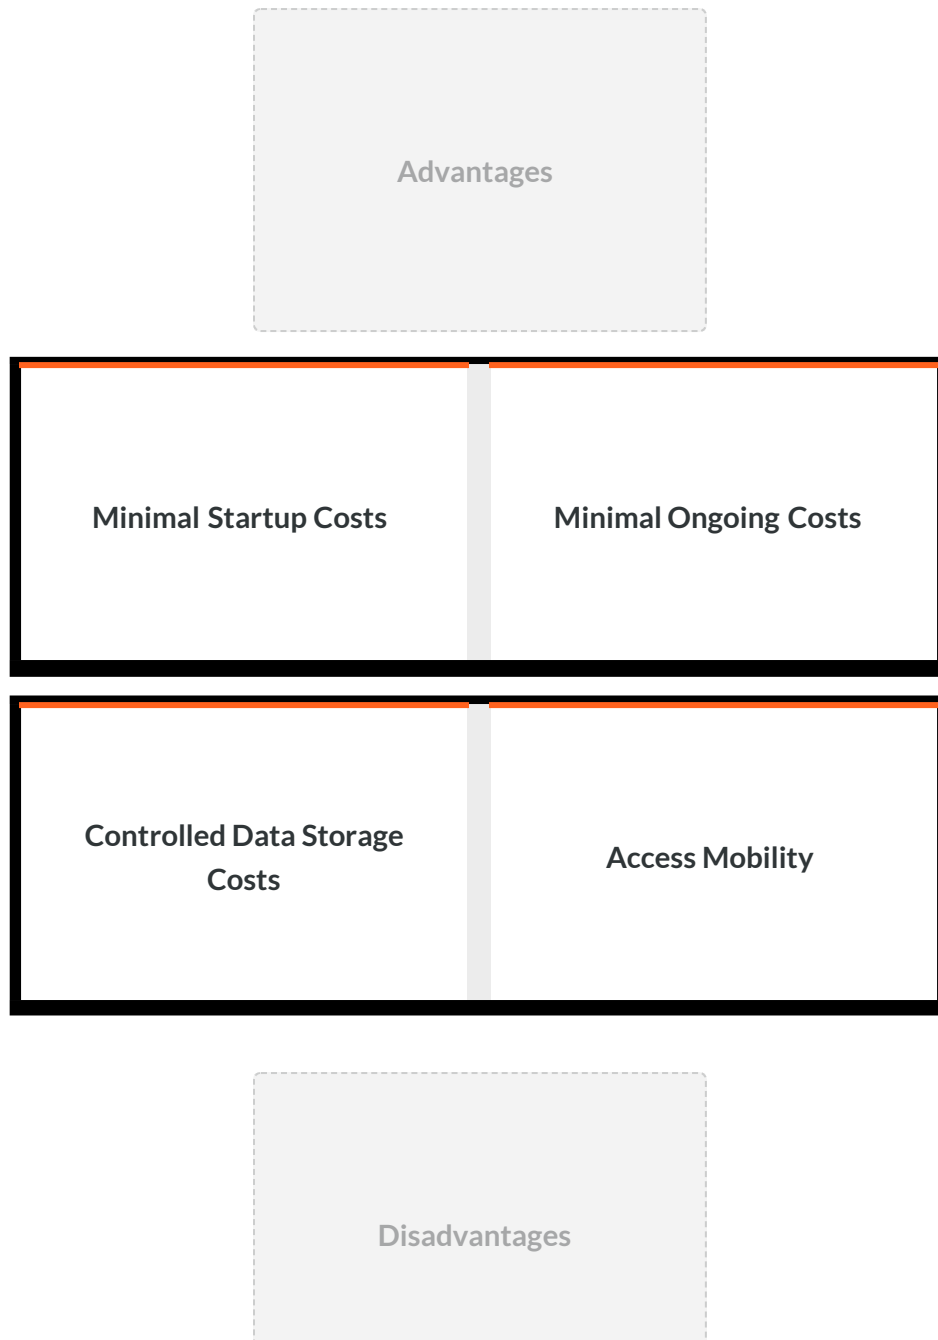 Advantages
Minimal Startup Costs
Minimal Ongoing Costs
Controlled Data Storage
Costs
Access Mobility
Disadvantages